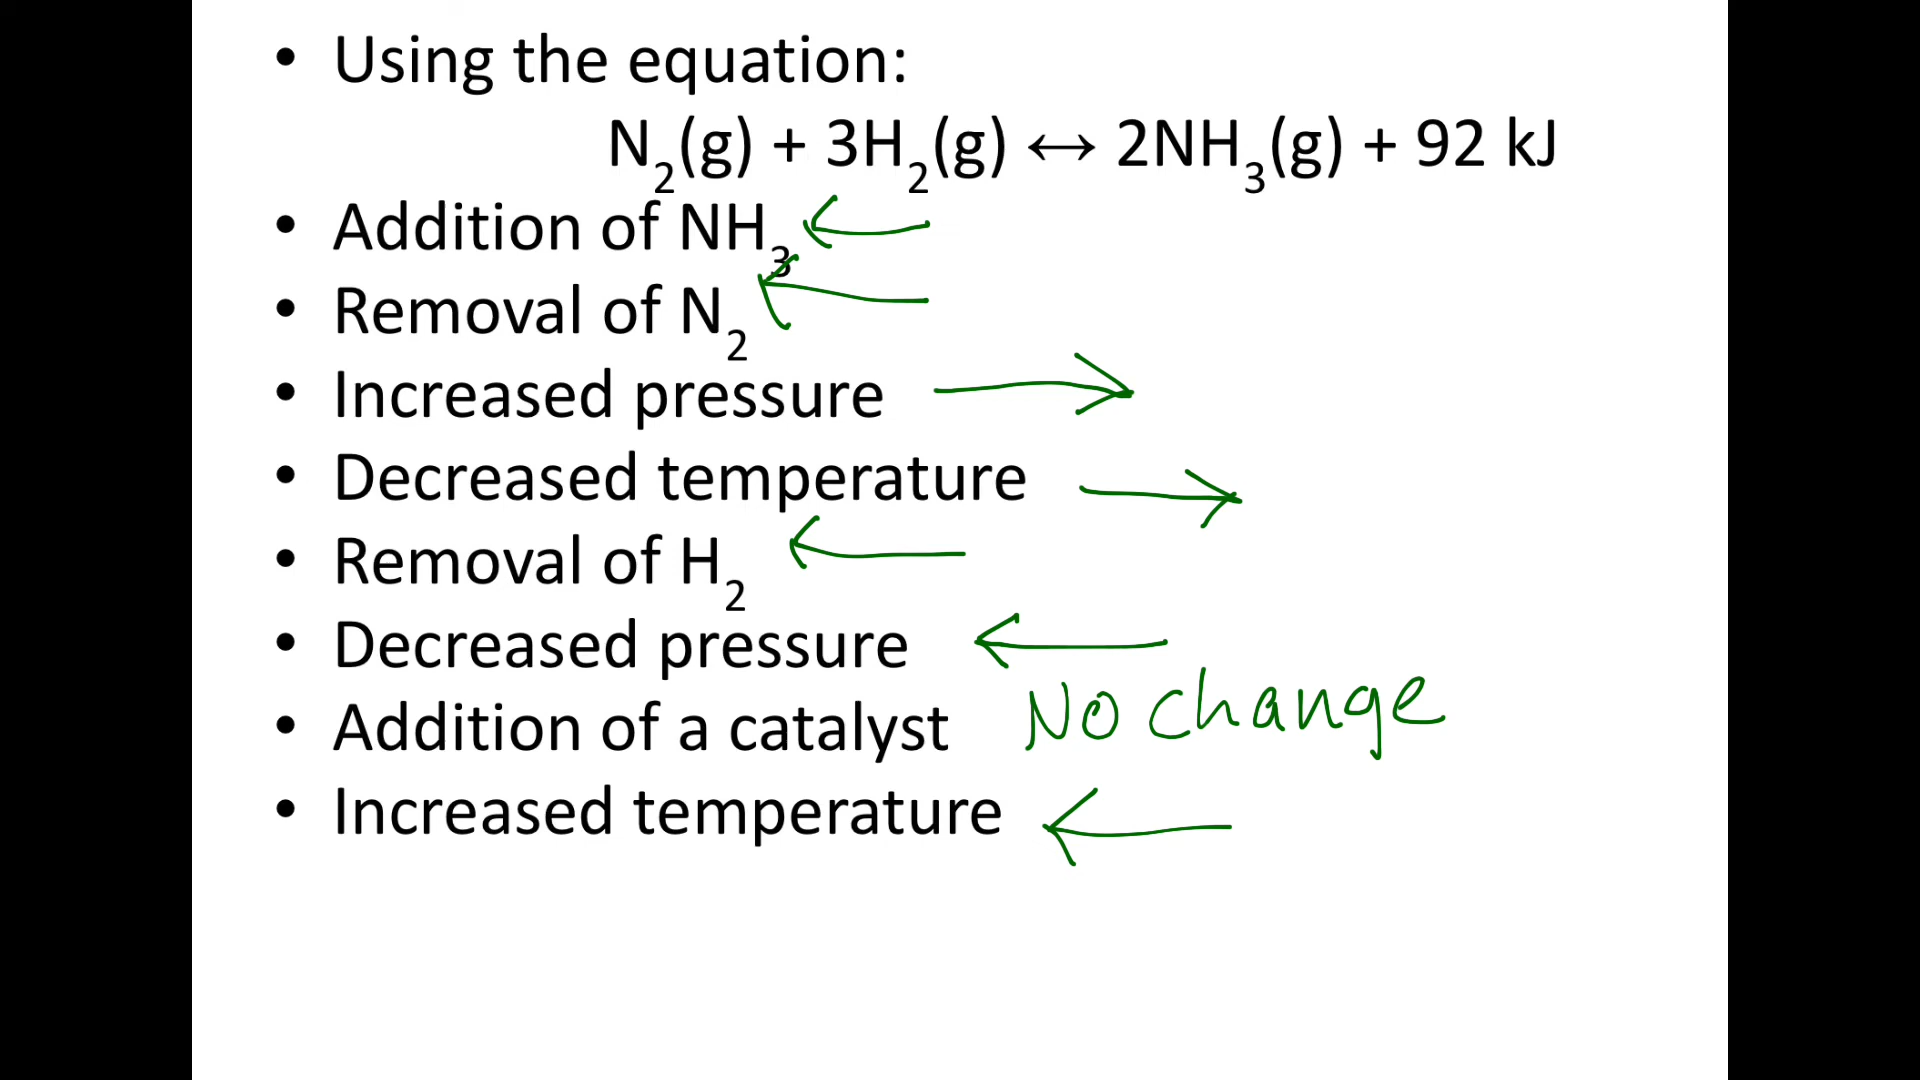 • Using the equation:
N₂(g) + 3H₂(g) ↔ 2NH₃(g) + 92 kJ
• Addition of NH₃ ←
• Removal of N₂ ←
• Increased pressure →
• Decreased temperature →
• Removal of H₂ ←
• Decreased pressure ←
• Addition of a catalyst No change
• Increased temperature ←